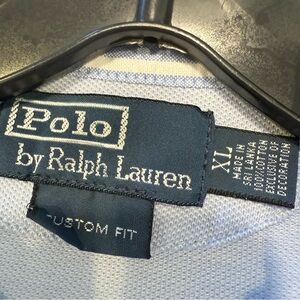 Polo
by Ralph Lauren
XL
MADE IN
SRI LANKA
100%COTTON
EXCLUSIVE OF
DECORATION
CUSTOM FIT